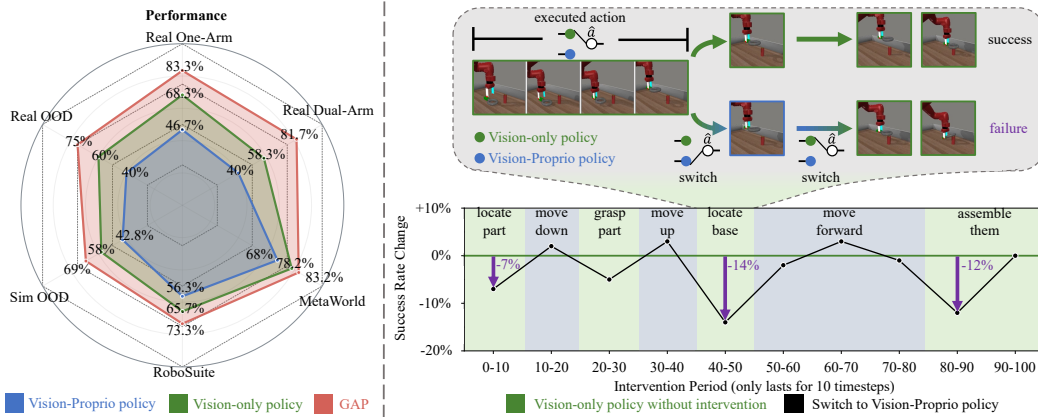 Performance
Real One-Arm
83.3%
68.3%
46.7%
Real Dual-Arm
81.7%
58.3%
40%
Real OOD
75%
60%
40%
42.8%
58%
69%
Sim OOD
68%
78.2%
83.2%
MetaWorld
56.3%
65.7%
73.3%
RoboSuite
Vision-Proprio policy
Vision-only policy
GAP
executed action
â
success
Vision-only policy
Vision-Proprio policy
â
switch
â
switch
failure
Success Rate Change
+10%
0%
-10%
-20%
locate part
move down
grasp part
move up
locate base
move forward
assemble them
-7%
-14%
-12%
0-10
10-20
20-30
30-40
40-50
50-60
60-70
70-80
80-90
90-100
Intervention Period (only lasts for 10 timesteps)
Vision-only policy without intervention
Switch to Vision-Proprio policy